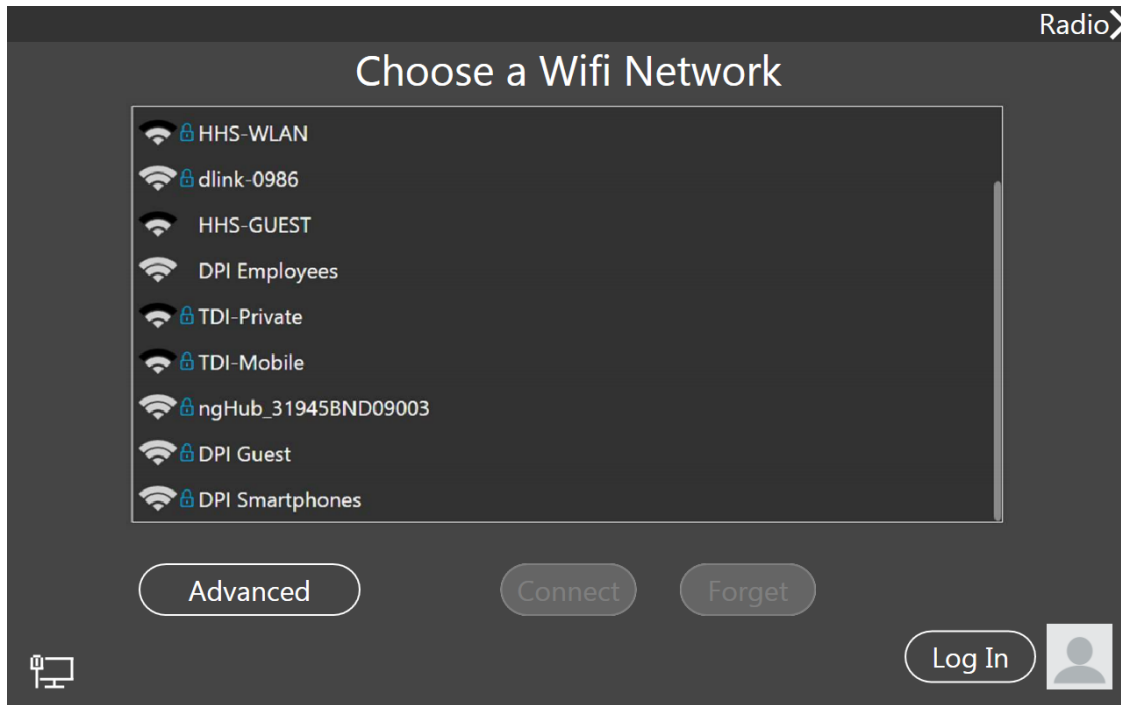 Radio
Choose a Wifi Network
HHS-WLAN
dlink-0986
HHS-GUEST
DPI Employees
TDI-Private
TDI-Mobile
ngHub_31945BND09003
DPI Guest
DPI Smartphones
Advanced Connect Forget
Log In